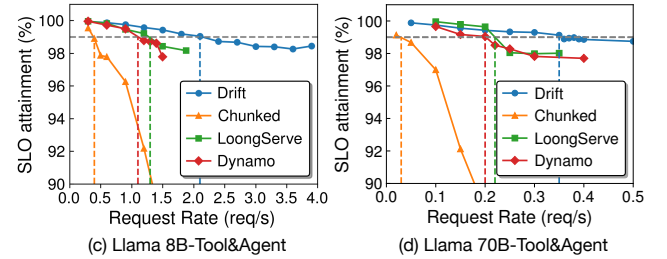 SLO attainment (%)
100
98
96
94
92
90
Drift
Chunked
LoongServe
Dynamo
0.0 0.5 1.0 1.5 2.0 2.5 3.0 3.5 4.0
Request Rate (req/s)
(c) Llama 8B-Tool&Agent
SLO attainment (%)
100
98
96
94
92
90
Drift
Chunked
LoongServe
Dynamo
0.0 0.1 0.2 0.3 0.4 0.5
Request Rate (req/s)
(d) Llama 70B-Tool&Agent